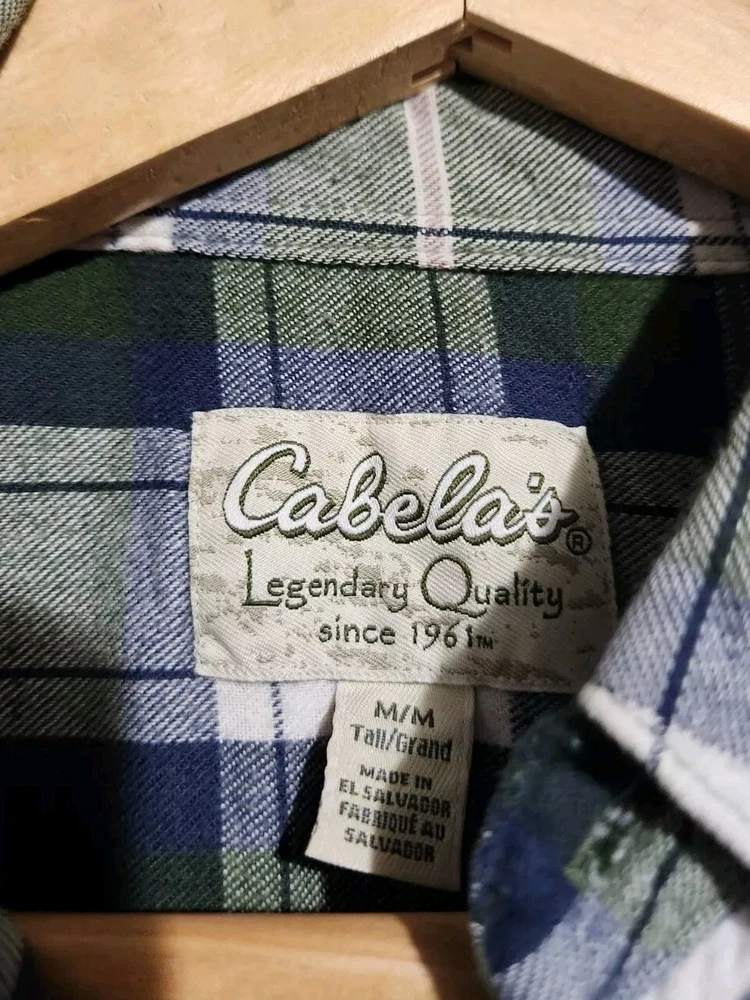 Cabela's®
Legendary Quality
since 1961™
M/M
Tall/Grand
MADE IN
EL SALVADOR
FABRIQUÉ AU
SALVADOR